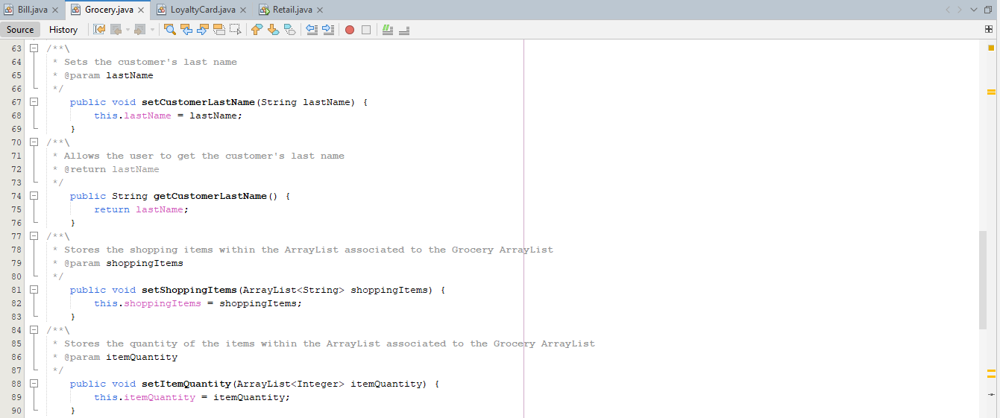 Bill.java Grocery.java LoyaltyCard.java Retail.java
Source History
63 /**\
64 * Sets the customer's last name
65 * @param lastName
66 */
67 public void setCustomerLastName(String lastName) {
68 this.lastName = lastName;
69 }
70 /**\
71 * Allows the user to get the customer's last name
72 * @return lastName
73 */
74 public String getCustomerLastName() {
75 return lastName;
76 }
77 /**\
78 * Stores the shopping items within the ArrayList associated to the Grocery ArrayList
79 * @param shoppingItems
80 */
81 public void setShoppingItems(ArrayList<String> shoppingItems) {
82 this.shoppingItems = shoppingItems;
83 }
84 /**\
85 * Stores the quantity of the items within the ArrayList associated to the Grocery ArrayList
86 * @param itemQuantity
87 */
88 public void setItemQuantity(ArrayList<Integer> itemQuantity) {
89 this.itemQuantity = itemQuantity;
90 }